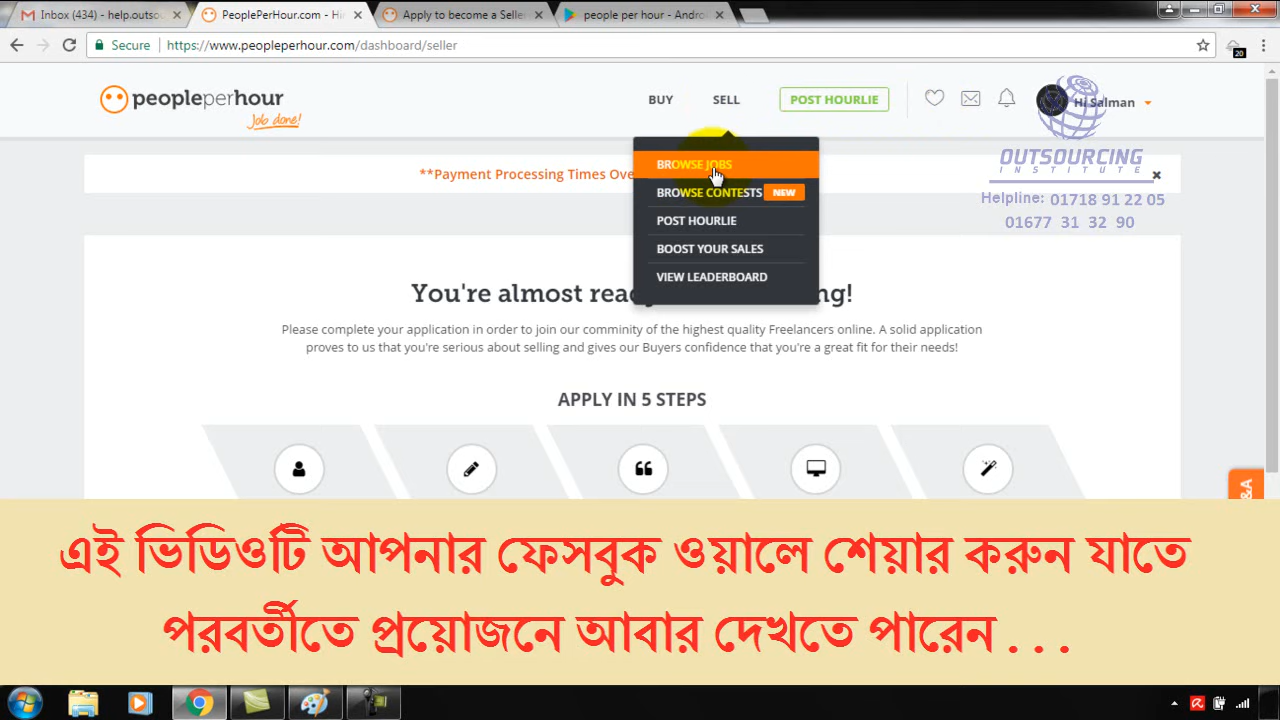 Inbox (434) - help.outso
PeoplePerHour.com - Hi
Apply to become a Selle
people per hour - Andro
Secure https://www.peopleperhour.com/dashboard/seller
20
peopleperhour
Job done!
BUY SELL POST HOURLIE
Hi Salman
BROWSE JOBS
BROWSE CONTESTS NEW
POST HOURLIE
BOOST YOUR SALES
VIEW LEADERBOARD
**Payment Processing Times Ove
OUTSOURCING
INSTITUTE
Helpline: 01718 91 22 05
01677 31 32 90
You're almost rea ng!
Please complete your application in order to join our comminity of the highest quality Freelancers online. A solid application
proves to us that you're serious about selling and gives our Buyers confidence that you're a great fit for their needs!
APPLY IN 5 STEPS
&A
এই ভিডিওটি আপনার ফেসবুক ওয়ালে শেয়ার করুন যাতে
পরবর্তীতে প্রয়োজনে আবার দেখতে পারেন . . .